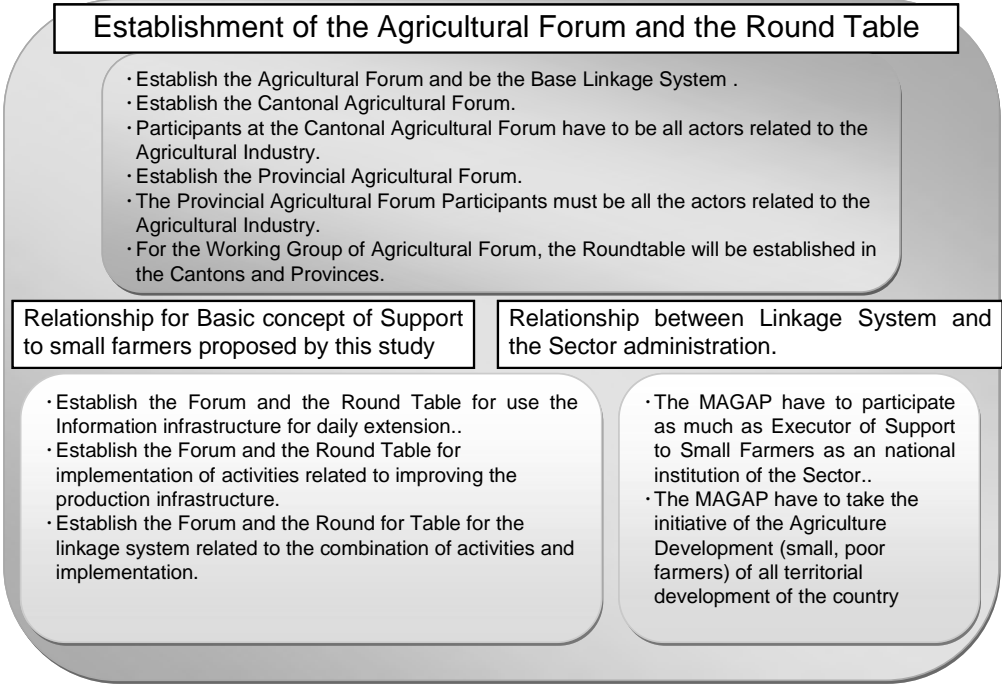 Establishment of the Agricultural Forum and the Round Table
・Establish the Agricultural Forum and be the Base Linkage System .
・Establish the Cantonal Agricultural Forum.
・Participants at the Cantonal Agricultural Forum have to be all actors related to the
Agricultural Industry.
・Establish the Provincial Agricultural Forum.
・The Provincial Agricultural Forum Participants must be all the actors related to the
Agricultural Industry.
・For the Working Group of Agricultural Forum, the Roundtable will be established in
the Cantons and Provinces.
Relationship for Basic concept of Support
to small farmers proposed by this study
Relationship between Linkage System and
the Sector administration.
・Establish the Forum and the Round Table for use the
Information infrastructure for daily extension..
・Establish the Forum and the Round Table for
implementation of activities related to improving the
production infrastructure.
・Establish the Forum and the Round for Table for the
linkage system related to the combination of activities and
implementation.
・The MAGAP have to participate
as much as Executor of Support
to Small Farmers as an national
institution of the Sector..
・The MAGAP have to take the
initiative of the Agriculture
Development (small, poor
farmers) of all territorial
development of the country